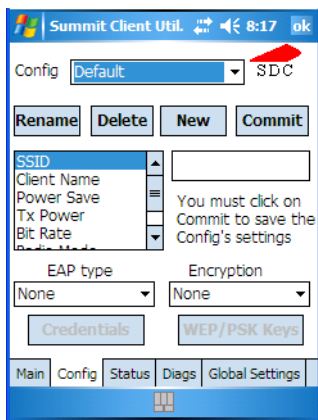 Summit Client Util. 8:17 ok
Config Default SDC
Rename Delete New Commit
SSID
Client Name
Power Save
Tx Power
Bit Rate
Radio Mode
You must click on
Commit to save the
Config's settings
EAP type Encryption
None None
Credentials WEP/PSK Keys
Main Config Status Diags Global Settings